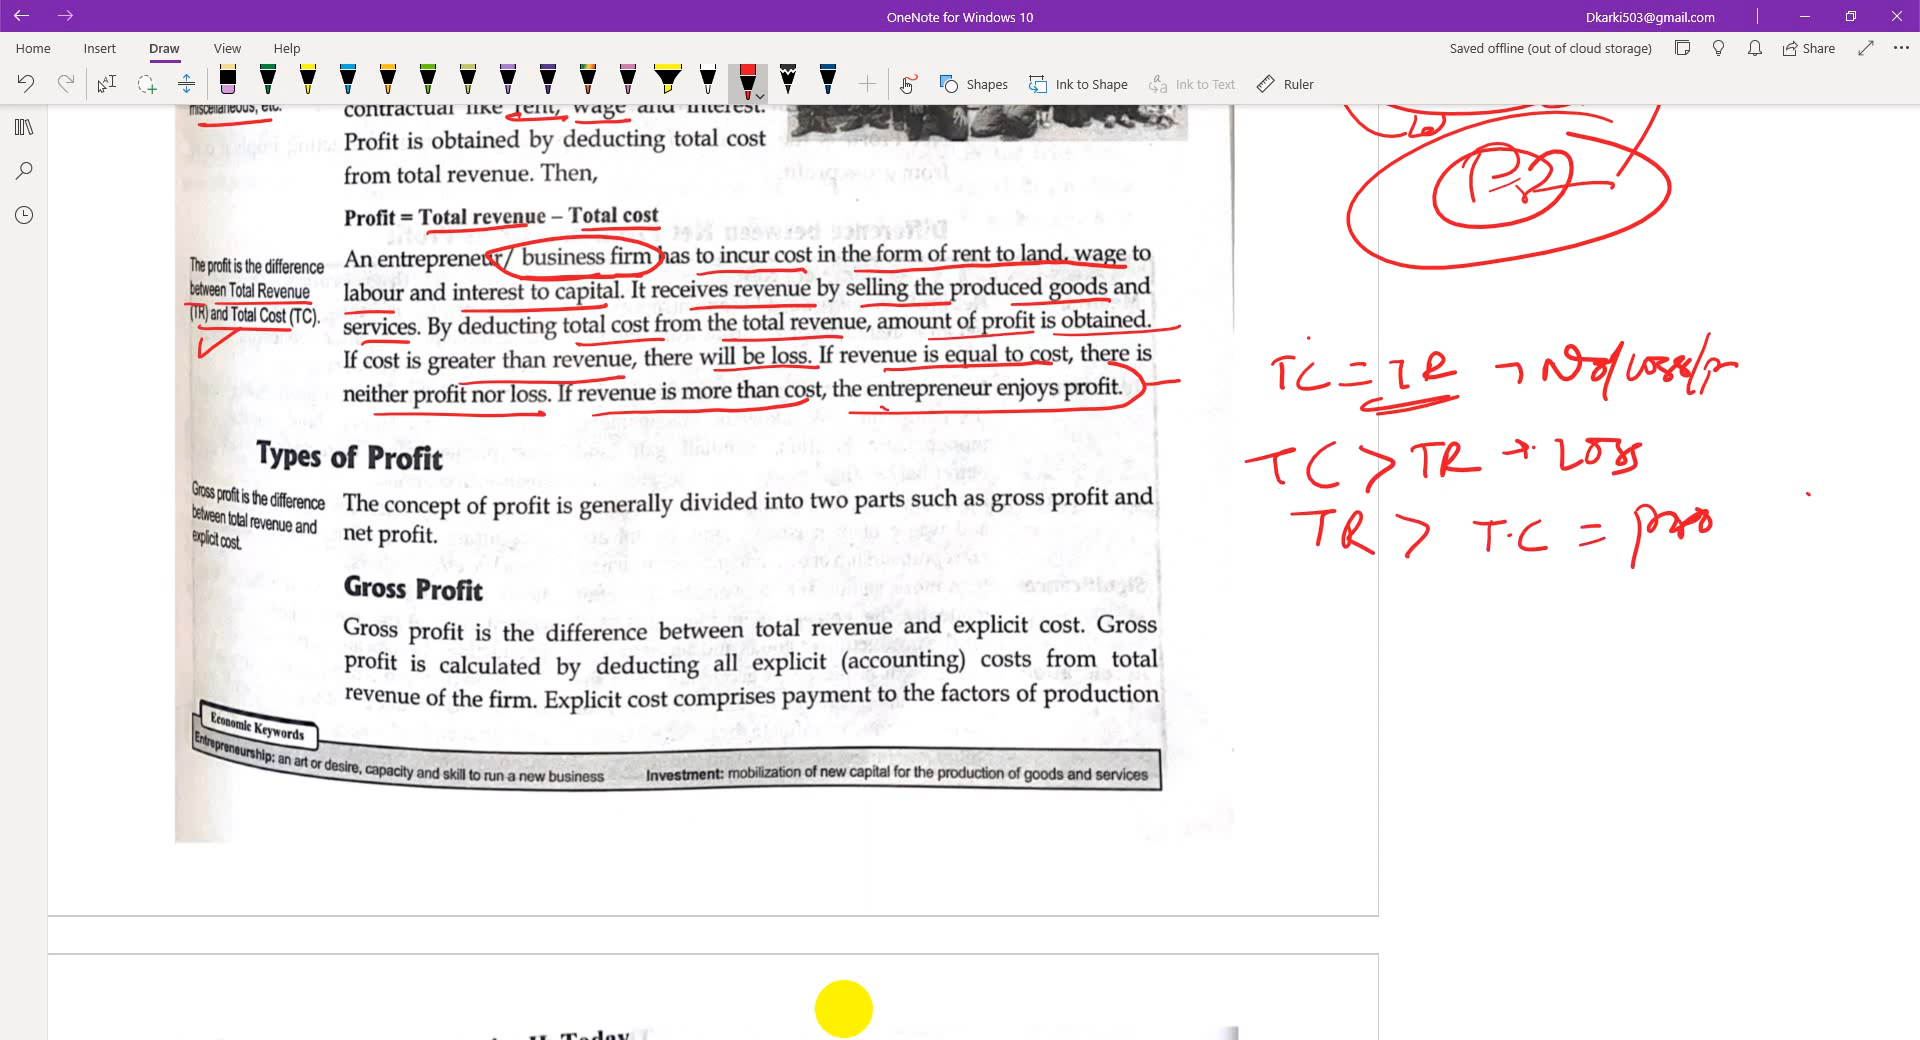 OneNote for Windows 10
Dkarki503@gmail.com
Home Insert Draw View Help
Saved offline (out of cloud storage)
Share
Shapes
Ink to Shape
Ink to Text
Ruler
miscellaneous, etc.
contractual like rent, wage and interest.
Profit is obtained by deducting total cost
from total revenue. Then,
Profit = Total revenue – Total cost
The profit is the difference
between Total Revenue
(TR) and Total Cost (TC).
An entrepreneur/ business firm has to incur cost in the form of rent to land, wage to
labour and interest to capital. It receives revenue by selling the produced goods and
services. By deducting total cost from the total revenue, amount of profit is obtained.
If cost is greater than revenue, there will be loss. If revenue is equal to cost, there is
neither profit nor loss. If revenue is more than cost, the entrepreneur enjoys profit.
TC = TR → No/Loss/p
TC > TR → Loss
TR > T.C = pro
Types of Profit
Gross profit is the difference
between total revenue and
explicit cost.
The concept of profit is generally divided into two parts such as gross profit and
net profit.
Gross Profit
Gross profit is the difference between total revenue and explicit cost. Gross
profit is calculated by deducting all explicit (accounting) costs from total
revenue of the firm. Explicit cost comprises payment to the factors of production
Economic Keywords
Entrepreneurship: an art or desire, capacity and skill to run a new business
Investment: mobilization of new capital for the production of goods and services
Today